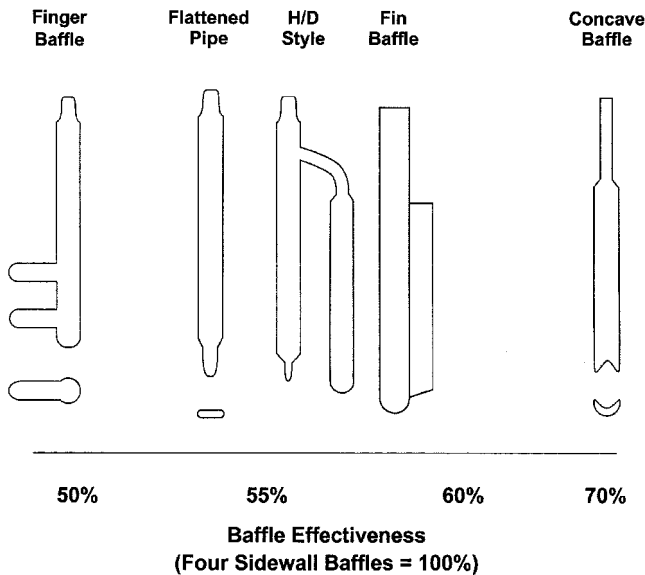 Finger Baffle
Flattened Pipe
H/D Style
Fin Baffle
Concave Baffle
50% 55% 60% 70%
Baffle Effectiveness
(Four Sidewall Baffles = 100%)